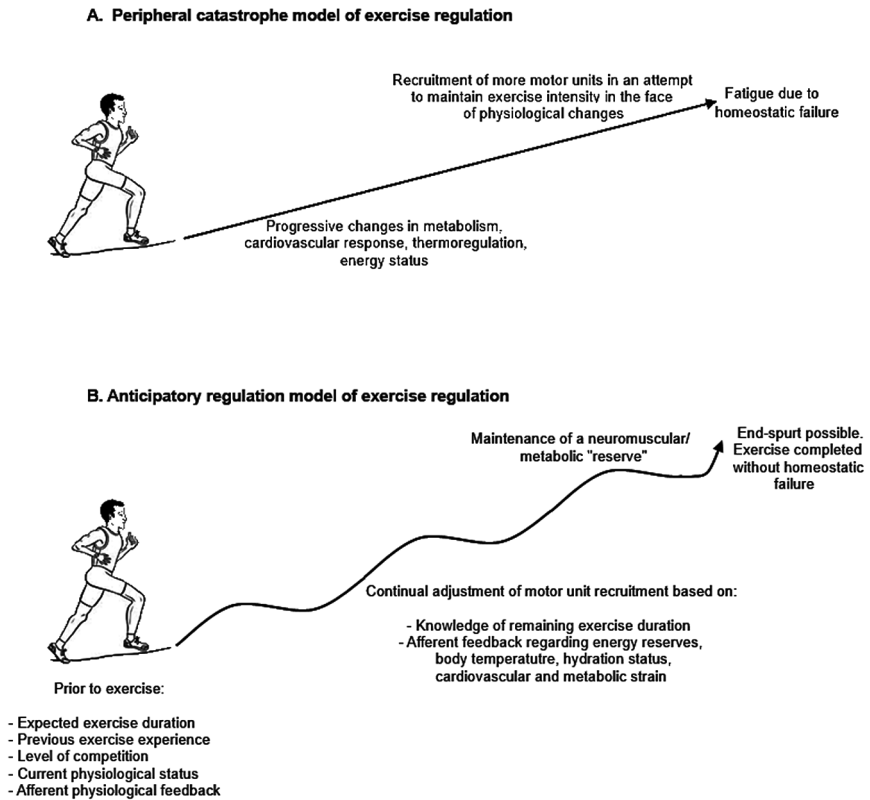 A. Peripheral catastrophe model of exercise regulation
Recruitment of more motor units in an attempt
to maintain exercise intensity in the face
of physiological changes
Fatigue due to
homeostatic failure
Progressive changes in metabolism,
cardiovascular response, thermoregulation,
energy status
B. Anticipatory regulation model of exercise regulation
Maintenance of a neuromuscular/
metabolic "reserve"
End-spurt possible.
Exercise completed
without homeostatic
failure
Continual adjustment of motor unit recruitment based on:
- Knowledge of remaining exercise duration
- Afferent feedback regarding energy reserves,
body temperatutre, hydration status,
cardiovascular and metabolic strain
Prior to exercise:
- Expected exercise duration
- Previous exercise experience
- Level of competition
- Current physiological status
- Afferent physiological feedback